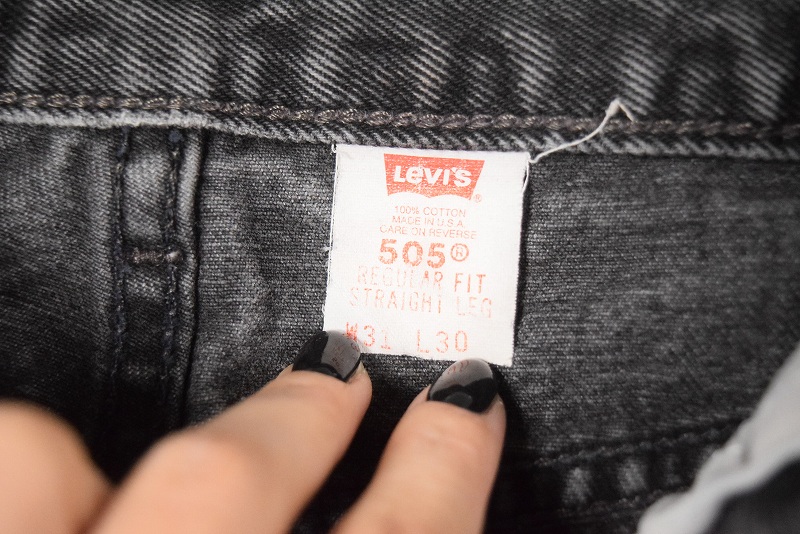 LEVI'S®
100% COTTON
MADE IN U.S.A.
CARE ON REVERSE
505®
REGULAR FIT
STRAIGHT LEG
W31 L30